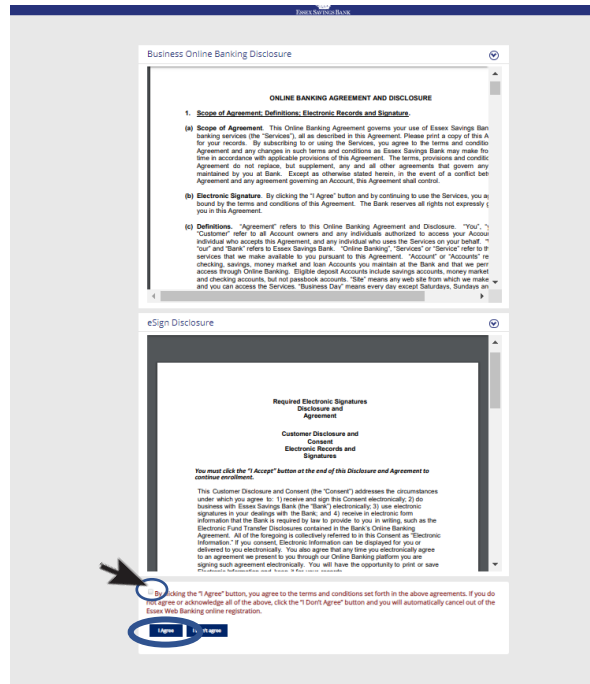 ESSEX SAVINGS BANK
Business Online Banking Disclosure
ONLINE BANKING AGREEMENT AND DISCLOSURE
1. Scope of Agreement; Definitions; Electronic Records and Signature.
(a) Scope of Agreement. This Online Banking Agreement governs your use of Essex Savings Ban
banking services (the "Services"), all as described in this Agreement. Please print a copy of this A
for your records. By subscribing to or using the Services, you agree to the terms and conditio
Agreement and any changes in such terms and conditions as Essex Savings Bank may make fro
time in accordance with applicable provisions of this Agreement. The terms, provisions and conditio
Agreement do not replace, but supplement, any and all other agreements that govern any
maintained by you at Bank. Except as otherwise stated herein, in the event of a conflict bet
Agreement and any agreement governing an Account, this Agreement shall control.
(b) Electronic Signature. By clicking the "I Agree" button and by continuing to use the Services, you ag
bound by the terms and conditions of this Agreement. The Bank reserves all rights not expressly g
you in this Agreement.
(c) Definitions. "Agreement" refers to this Online Banking Agreement and Disclosure. "You", "y
"Customer" refer to all Account owners and any individuals authorized to access your Accoun
individual who accepts this Agreement, and any individual who uses the Services on your behalf. "
"our" and "Bank" refers to Essex Savings Bank. "Online Banking", "Services" or "Service" refer to th
services that we make available to you pursuant to this Agreement. "Account" or "Accounts" re
checking, savings, money market and loan Accounts you maintain at the Bank and that we perm
access through Online Banking. Eligible deposit Accounts include savings accounts, money market
and checking accounts, but not passbook accounts. "Site" means any web site from which we make
and you can access the Services. "Business Day" means every day except Saturdays, Sundays an
eSign Disclosure
Required Electronic Signatures
Disclosure and
Agreement
Customer Disclosure and
Consent
Electronic Records and
Signatures
You must click the "I Accept" button at the end of this Disclosure and Agreement to
continue enrollment.
This Customer Disclosure and Consent (the "Consent") addresses the circumstances
under which you agree to: 1) receive and sign this Consent electronically; 2) do
business with Essex Savings Bank (the "Bank") electronically; 3) use electronic
signatures in your dealings with the Bank; and 4) receive in electronic form
information that the Bank is required by law to provide to you in writing, such as the
Electronic Fund Transfer Disclosures contained in the Bank's Online Banking
Agreement. All of the foregoing is collectively referred to in this Consent as "Electronic
Information." If you consent, Electronic Information can be displayed for you or
delivered to you electronically. You also agree that any time you electronically agree
to an agreement we present to you through our Online Banking platform you are
signing such agreement electronically. You will have the opportunity to print or save
Electronic Information and keep it for your records.
By clicking the "I Agree" button, you agree to the terms and conditions set forth in the above agreements. If you do
not agree or acknowledge all of the above, click the "I Don't Agree" button and you will automatically cancel out of the
Essex Web Banking online registration.
I Agree I Don't agree